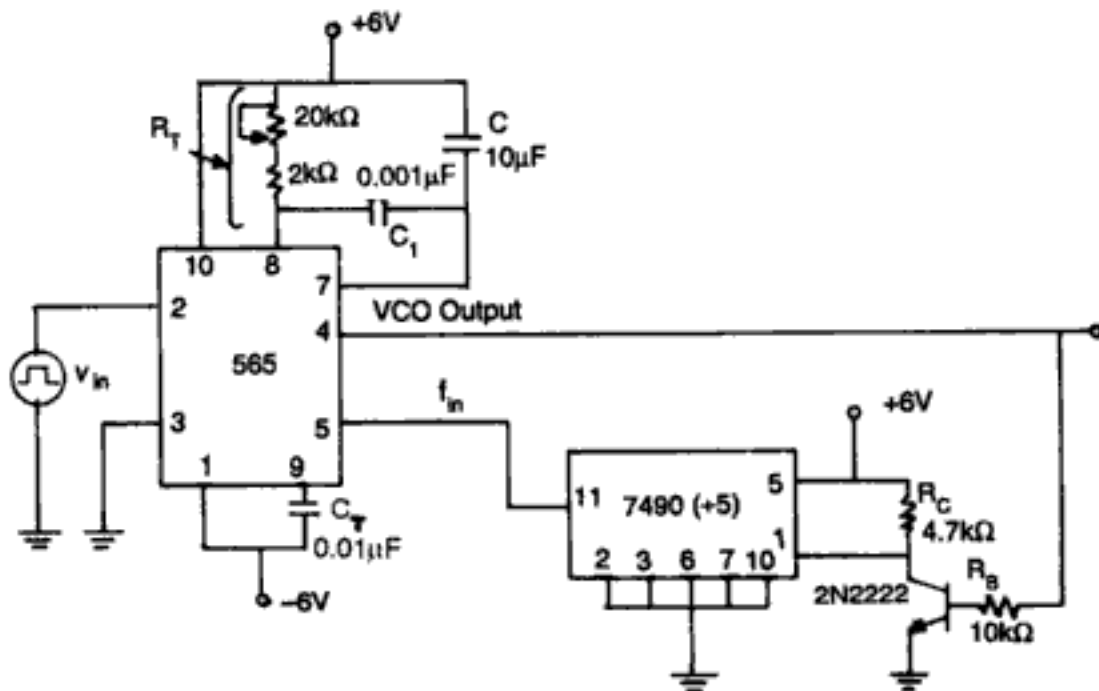 +6V
R_T
20kΩ
2kΩ
0.001µF
C_1
C
10µF
10
8
7
2
VCO Output
4
565
v_in
3
5
f_in
1
9
C_T
0.01µF
-6V
+6V
11
7490 (+5)
5
1
2
3
6
7
10
R_C
4.7kΩ
2N2222
R_B
10kΩ